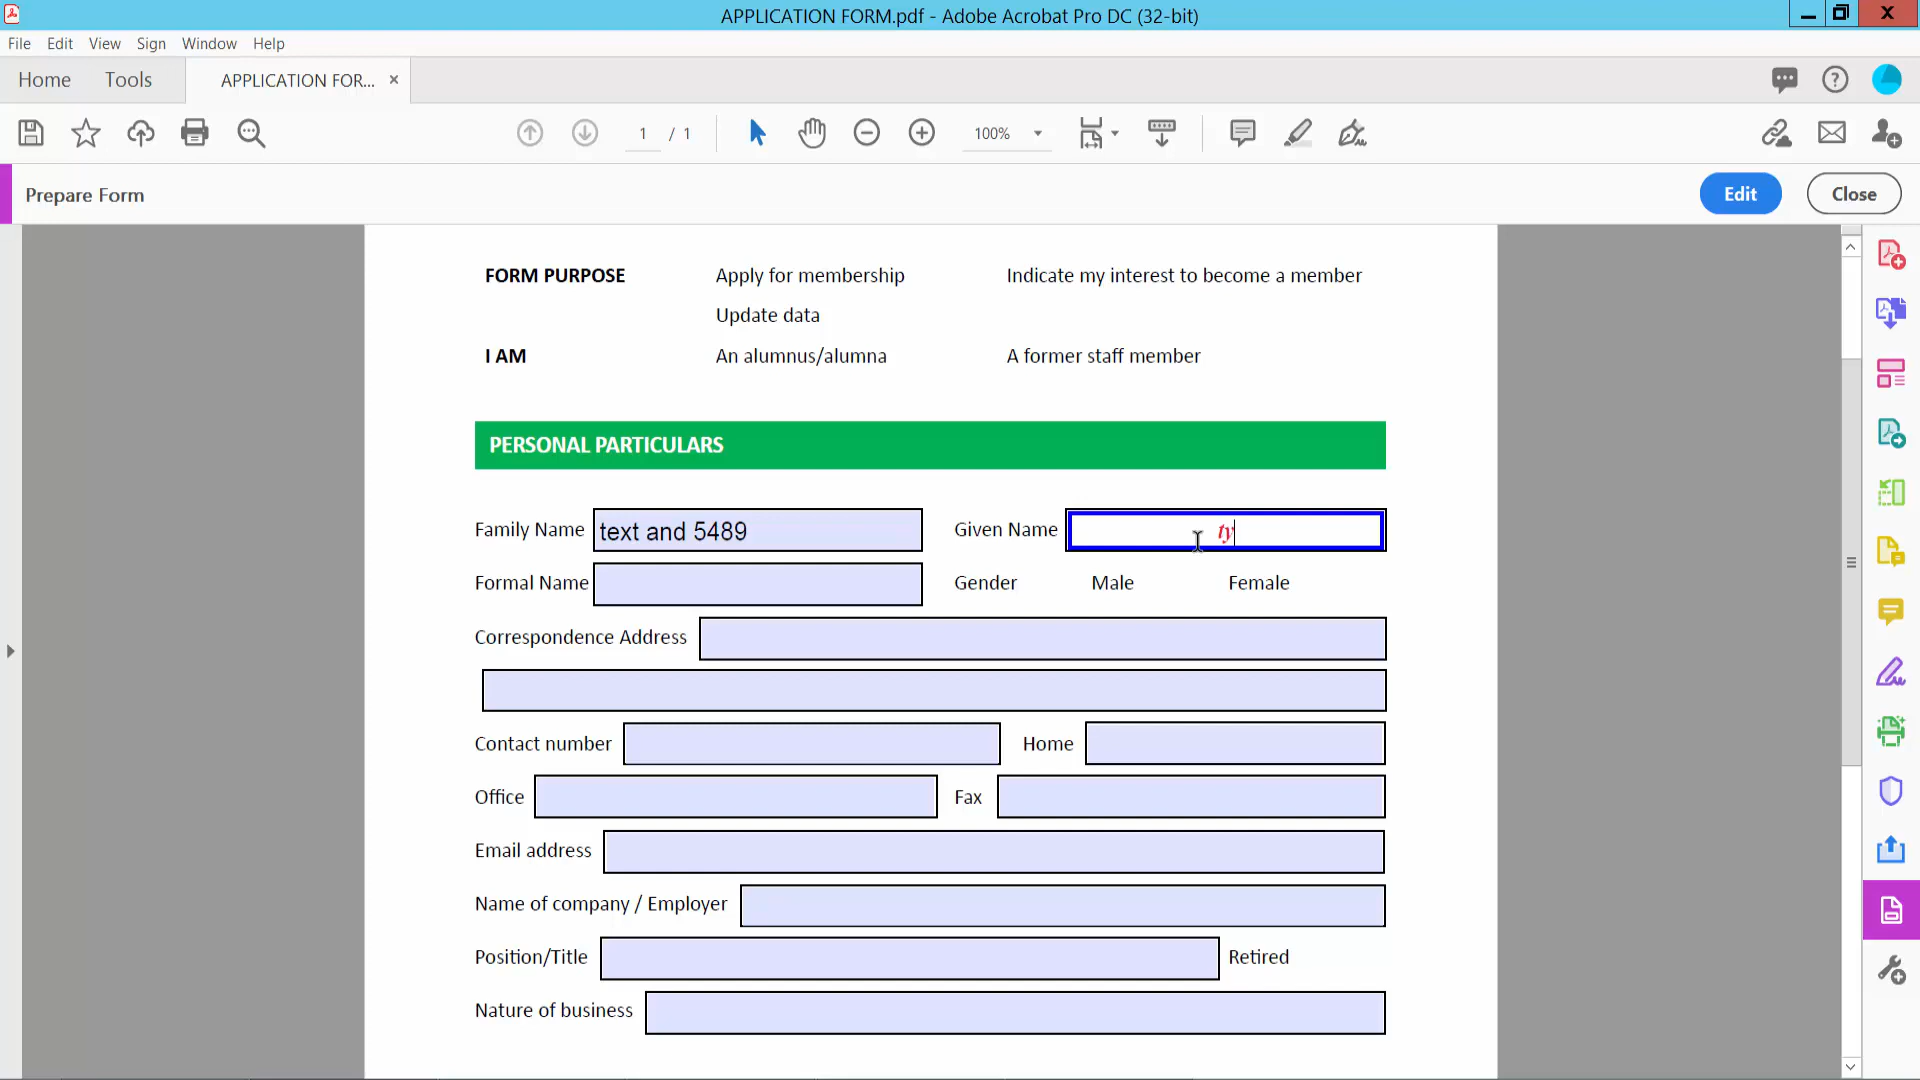 APPLICATION FORM.pdf - Adobe Acrobat Pro DC (32-bit)
File Edit View Sign Window Help
Home Tools APPLICATION FOR... ×
1 / 1 100%
Prepare Form Edit Close
FORM PURPOSE Apply for membership Indicate my interest to become a member
Update data
I AM An alumnus/alumna A former staff member
PERSONAL PARTICULARS
Family Name text and 5489 Given Name ty
Formal Name Gender Male Female
Correspondence Address
Contact number Home
Office Fax
Email address
Name of company / Employer
Position/Title Retired
Nature of business